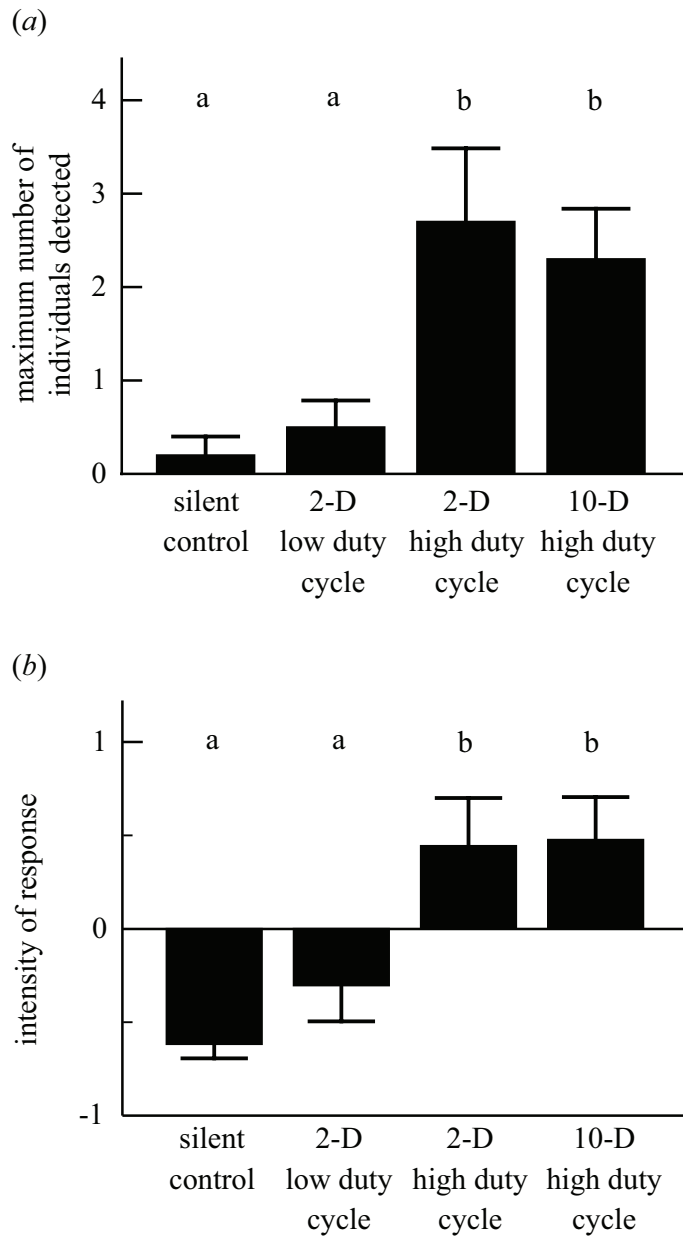 (a)
maximum number of
individuals detected
4
3
2
1
0
a a b b
silent 2-D 2-D 10-D
control low duty high duty high duty
cycle cycle cycle
(b)
intensity of response
1
0
-1
a a b b
silent 2-D 2-D 10-D
control low duty high duty high duty
cycle cycle cycle